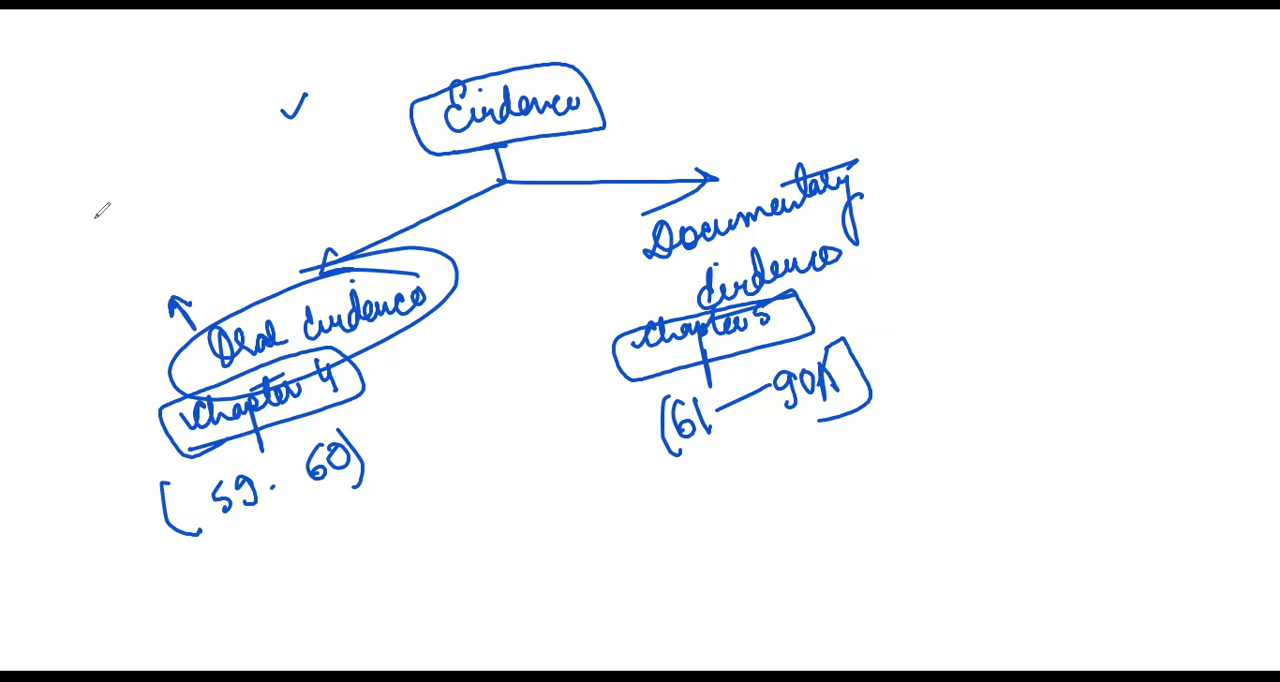 Evidence
Oral Evidence
Chapter 4
(59. 60)
Documentary
Evidence
Chapter 5
(61 — 90A)